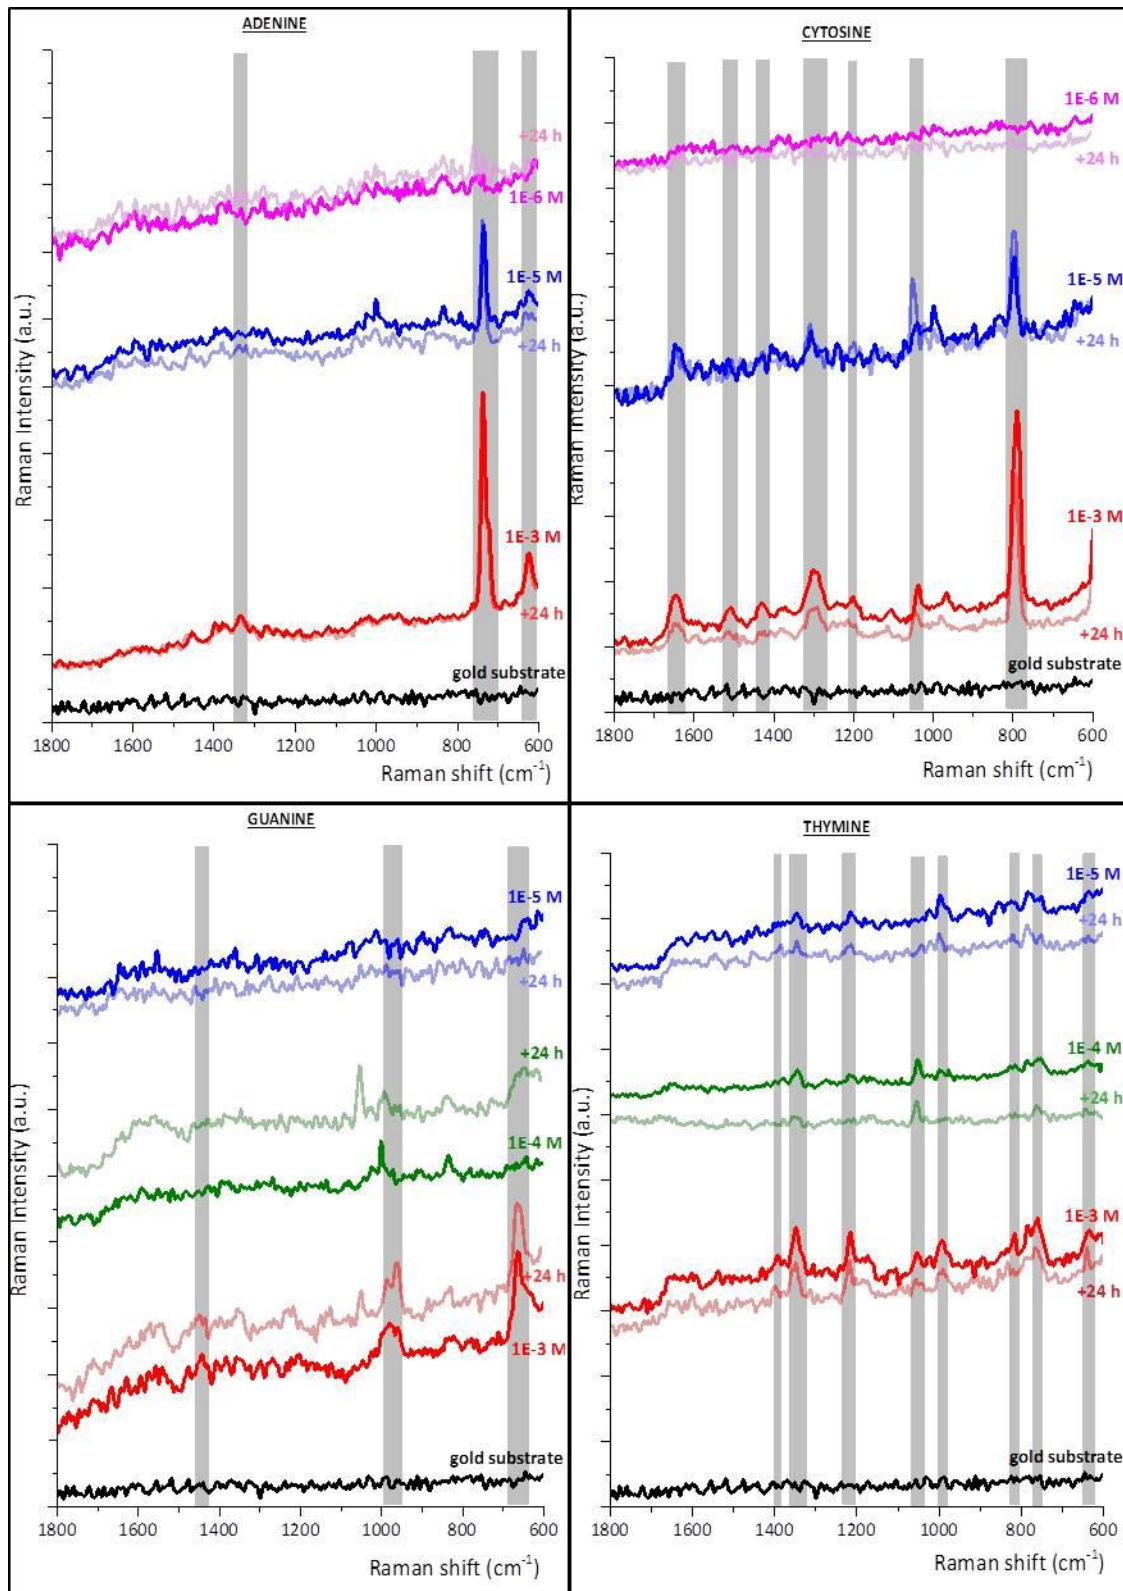 ADENINE
+24 h
1E-6 M
1E-5 M
+24 h
1E-3 M
+24 h
gold substrate
Raman Intensity (a.u.)
1800 1600 1400 1200 1000 800 600
Raman shift (cm⁻¹)
CYTOSINE
1E-6 M
+24 h
1E-5 M
+24 h
1E-3 M
+24 h
gold substrate
Raman Intensity (a.u.)
1800 1600 1400 1200 1000 800 600
Raman shift (cm⁻¹)
GUANINE
1E-5 M
+24 h
+24 h
1E-4 M
+24 h
1E-3 M
gold substrate
Raman Intensity (a.u.)
1800 1600 1400 1200 1000 800 600
Raman shift (cm⁻¹)
THYMINE
1E-5 M
+24 h
1E-4 M
+24 h
1E-3 M
+24 h
gold substrate
Raman Intensity (a.u.)
1800 1600 1400 1200 1000 800 600
Raman shift (cm⁻¹)